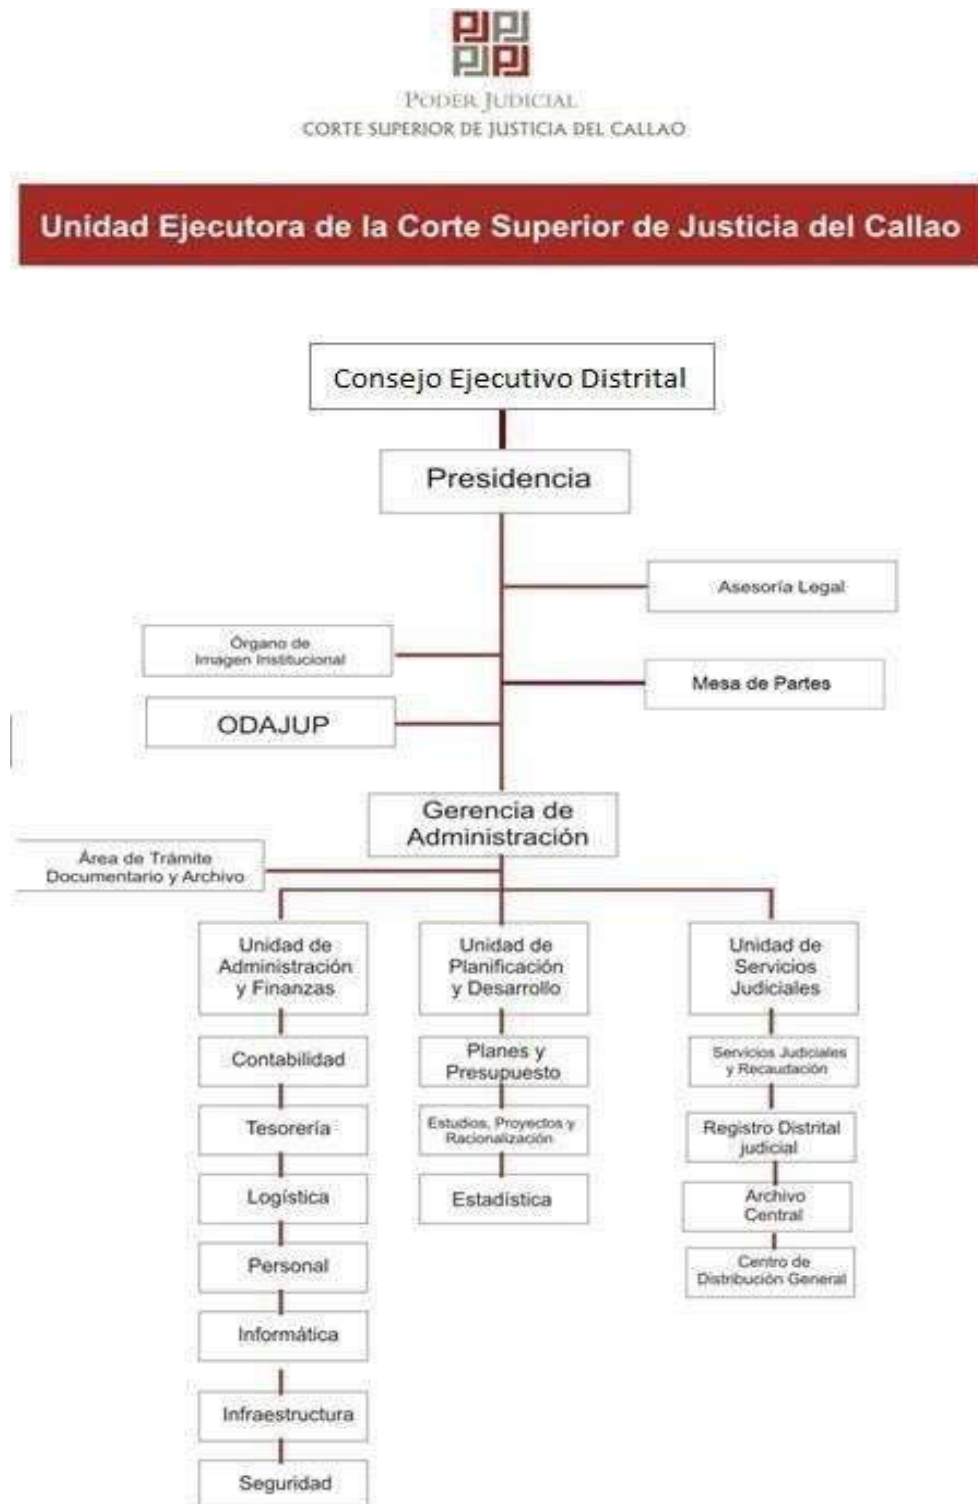 PODER JUDICIAL
CORTE SUPERIOR DE JUSTICIA DEL CALLAO
Unidad Ejecutora de la Corte Superior de Justicia del Callao
Consejo Ejecutivo Distrital
Presidencia
Asesoría Legal
Órgano de
Imagen Institucional
Mesa de Partes
ODAJUP
Gerencia de
Administración
Área de Trámite
Documentario y Archivo
Unidad de
Administración
y Finanzas
Contabilidad
Tesorería
Logística
Personal
Informática
Infraestructura
Seguridad
Unidad de
Planificación
y Desarrollo
Planes y
Presupuesto
Estudios, Proyectos y
Racionalización
Estadística
Unidad de
Servicios
Judiciales
Servicios Judiciales
y Recaudación
Registro Distrital
judicial
Archivo
Central
Centro de
Distribución General